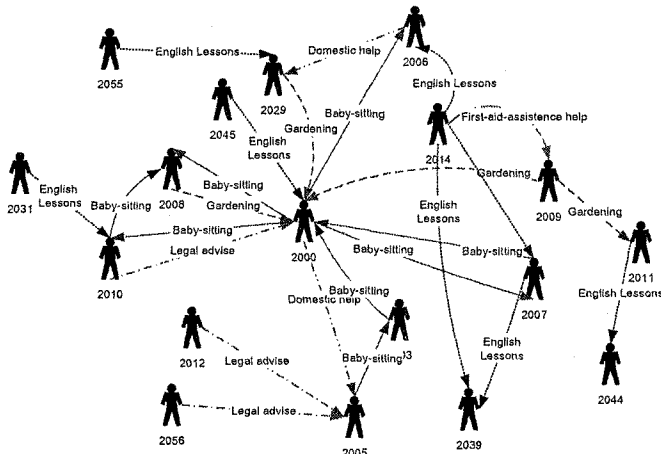 2006
English Lessons
Domestic help
2055
2029
English Lessons
2045
Baby-sitting
First-aid-assistence help
Gardening
English
Lessons
2014
Gardening
2031
2008
Baby-sitting
2009
English
Lessons
Baby-sitting
Gardening
English
Lessons
Gardening
Baby-sitting
2000
2011
Legal advise
Baby-sitting
Baby-sitting
2010
Baby-sitting
2007
English Lessons
Domestic help
2012
English
Lessons
Legal advise
Baby-sitting
2044
2056
Legal advise
2005
2039